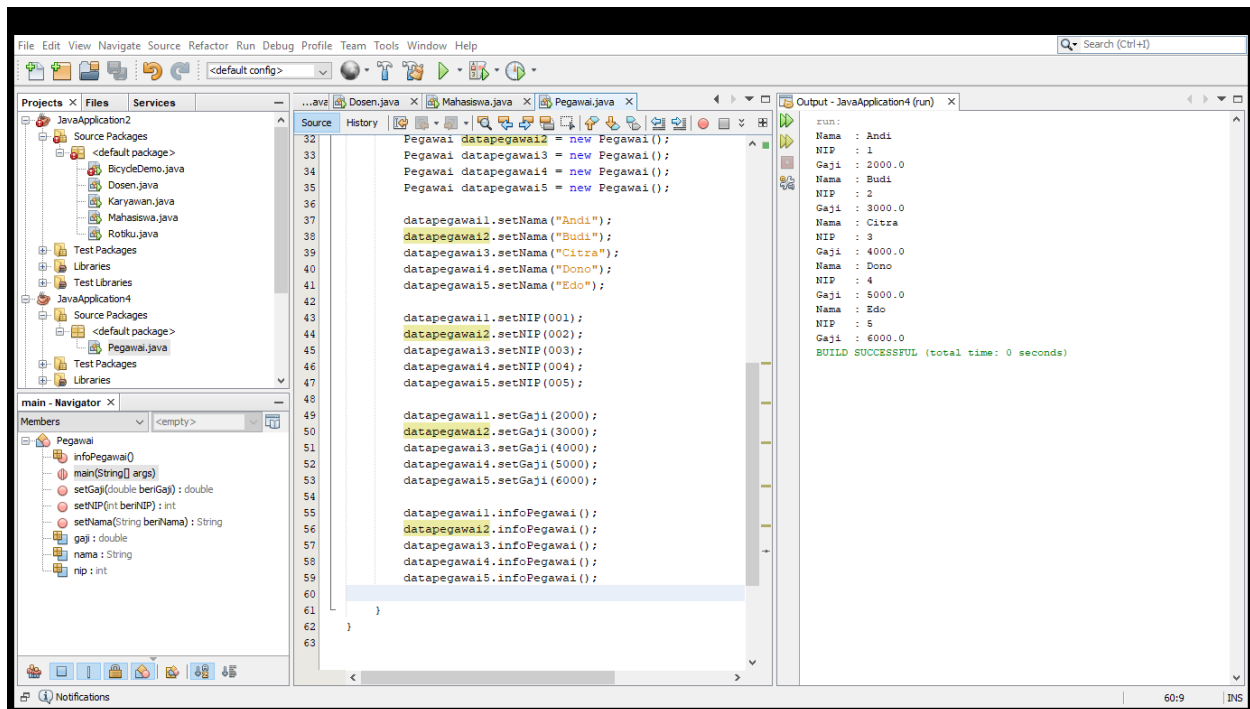 File Edit View Navigate Source Refactor Run Debug Profile Team Tools Window Help
Search (Ctrl+I)
<default config>
Projects Files Services
JavaApplication2
Source Packages
<default package>
BicycleDemo.java
Dosen.java
Karyawan.java
Mahasiswa.java
Rotiku.java
Test Packages
Libraries
Test Libraries
JavaApplication4
Source Packages
<default package>
Pegawai.java
Test Packages
Libraries
main - Navigator
Members <empty>
Pegawai
infoPegawai()
main(String[] args)
setGaji(double beriGaji) : double
setNIP(int beriNIP) : int
setNama(String beriNama) : String
gaji : double
nama : String
nip : int
...ava Dosen.java Mahasiswa.java Pegawai.java
Source History
32 Pegawai datapegawai2 = new Pegawai();
33 Pegawai datapegawai3 = new Pegawai();
34 Pegawai datapegawai4 = new Pegawai();
35 Pegawai datapegawai5 = new Pegawai();
36
37 datapegawai1.setNama("Andi");
38 datapegawai2.setNama("Budi");
39 datapegawai3.setNama("Citra");
40 datapegawai4.setNama("Dono");
41 datapegawai5.setNama("Edo");
42
43 datapegawai1.setNIP(001);
44 datapegawai2.setNIP(002);
45 datapegawai3.setNIP(003);
46 datapegawai4.setNIP(004);
47 datapegawai5.setNIP(005);
48
49 datapegawai1.setGaji(2000);
50 datapegawai2.setGaji(3000);
51 datapegawai3.setGaji(4000);
52 datapegawai4.setGaji(5000);
53 datapegawai5.setGaji(6000);
54
55 datapegawai1.infoPegawai();
56 datapegawai2.infoPegawai();
57 datapegawai3.infoPegawai();
58 datapegawai4.infoPegawai();
59 datapegawai5.infoPegawai();
60
61 }
62 }
63
Output - JavaApplication4 (run)
run:
Nama : Andi
NIP : 1
Gaji : 2000.0
Nama : Budi
NIP : 2
Gaji : 3000.0
Nama : Citra
NIP : 3
Gaji : 4000.0
Nama : Dono
NIP : 4
Gaji : 5000.0
Nama : Edo
NIP : 5
Gaji : 6000.0
BUILD SUCCESSFUL (total time: 0 seconds)
Notifications
60:9 INS